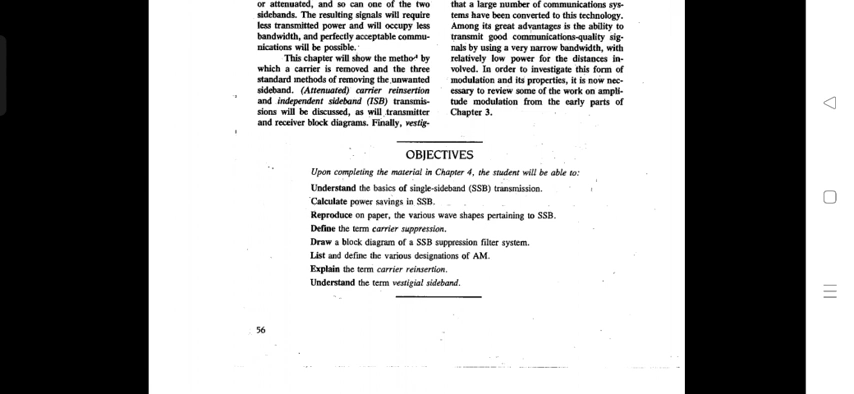 or attenuated, and so can one of the two
sidebands. The resulting signals will require
less transmitted power and will occupy less
bandwidth, and perfectly acceptable commu-
nications will be possible.
This chapter will show the method by
which a carrier is removed and the three
standard methods of removing the unwanted
sideband. (Attenuated) carrier reinsertion
and independent sideband (ISB) transmis-
sions will be discussed, as will transmitter
and receiver block diagrams. Finally, vestig-
that a large number of communications sys-
tems have been converted to this technology.
Among its great advantages is the ability to
transmit good communications-quality sig-
nals by using a very narrow bandwidth, with
relatively low power for the distances in-
volved. In order to investigate this form of
modulation and its properties, it is now nec-
essary to review some of the work on ampli-
tude modulation from the early parts of
Chapter 3.
OBJECTIVES
Upon completing the material in Chapter 4, the student will be able to:
Understand the basics of single-sideband (SSB) transmission.
Calculate power savings in SSB.
Reproduce on paper, the various wave shapes pertaining to SSB.
Define the term carrier suppression.
Draw a block diagram of a SSB suppression filter system.
List and define the various designations of AM.
Explain the term carrier reinsertion.
Understand the term vestigial sideband.
56